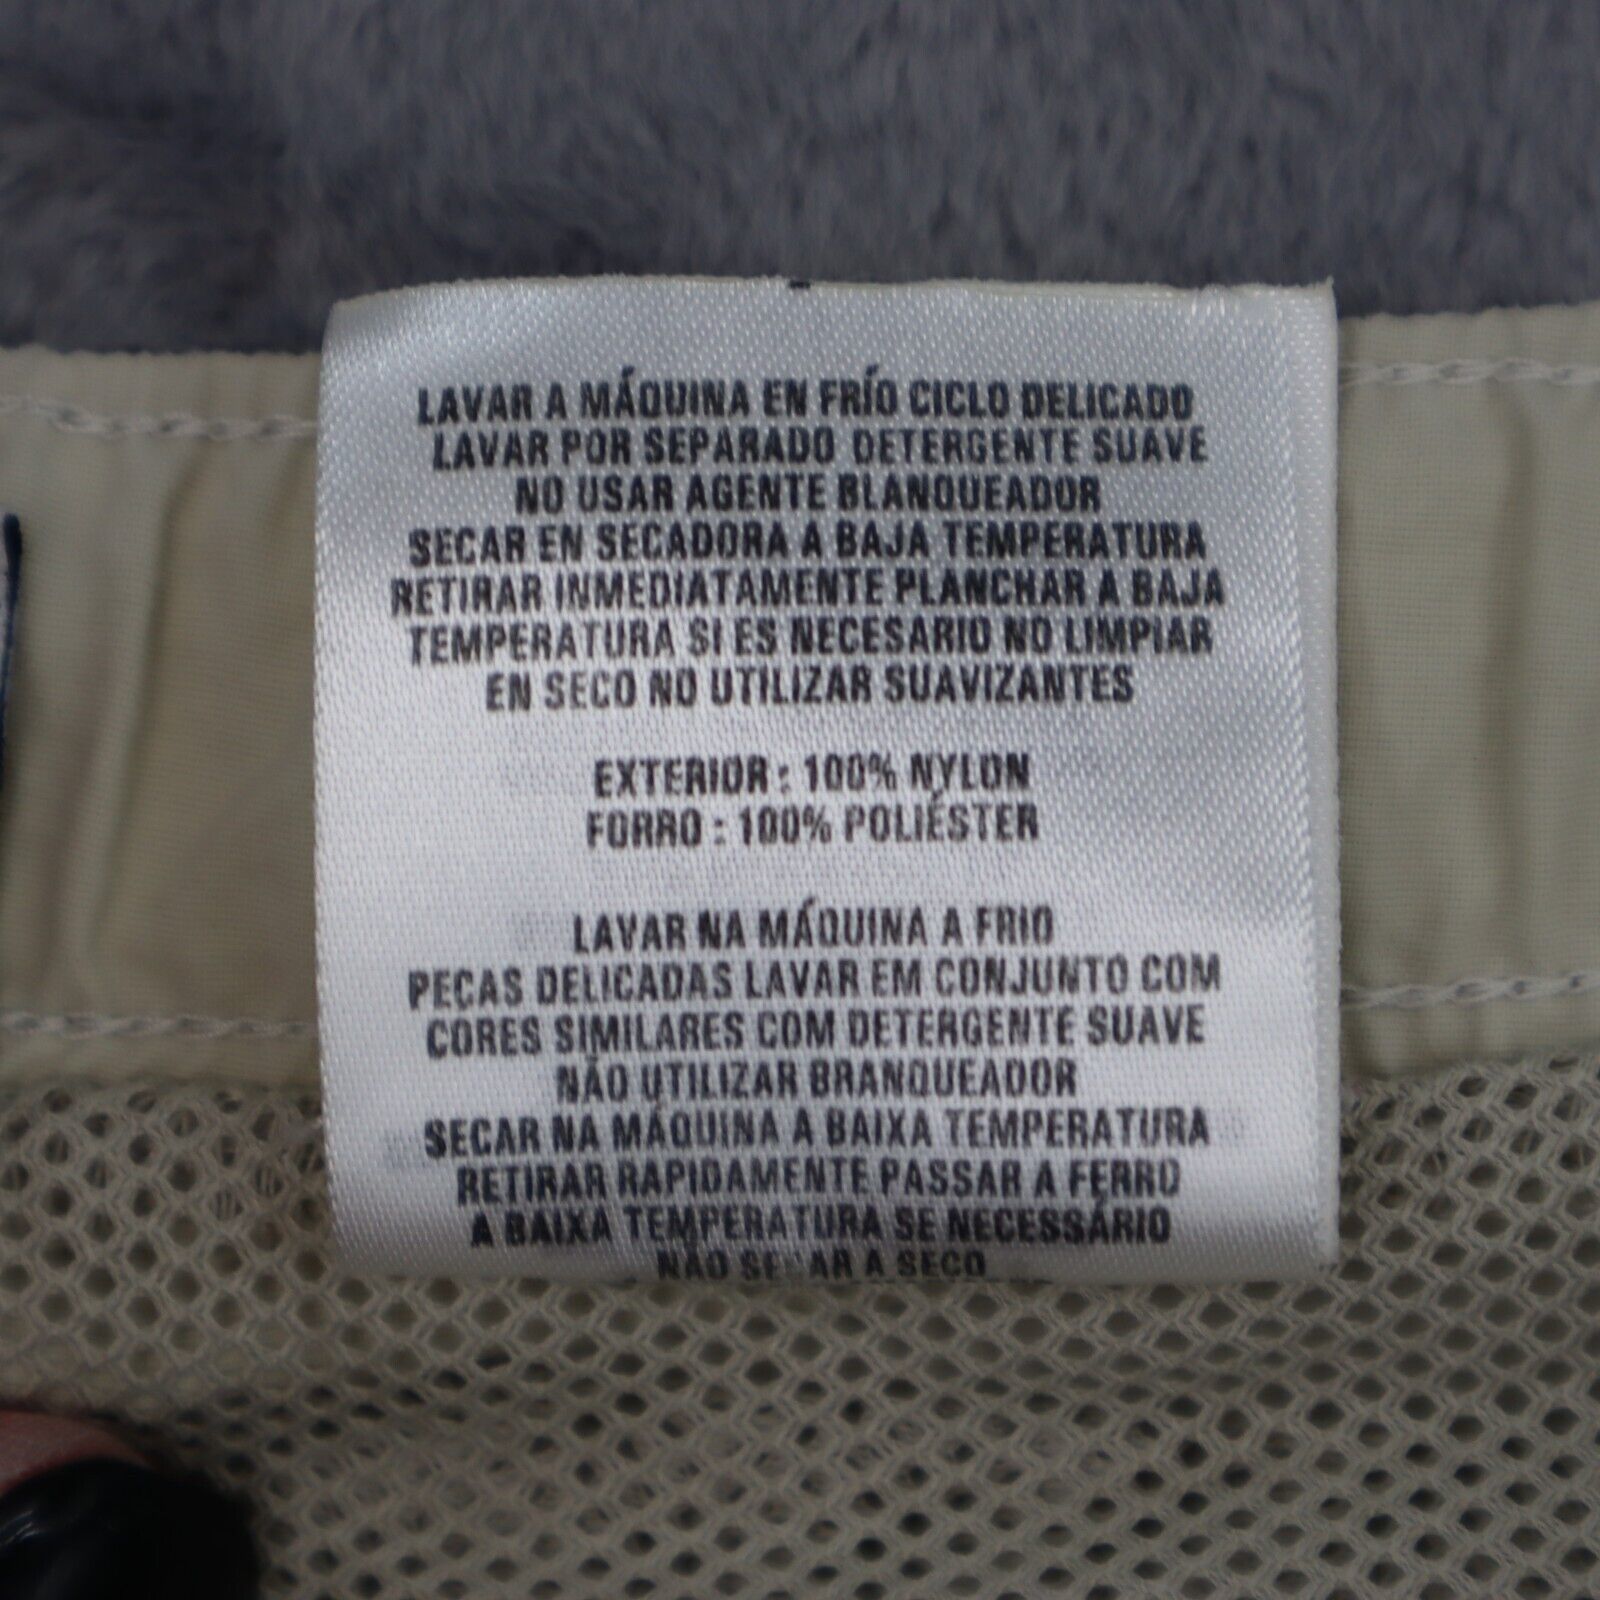 LAVAR A MÁQUINA EN FRÍO CICLO DELICADO
LAVAR POR SEPARADO DETERGENTE SUAVE
NO USAR AGENTE BLANQUEADOR
SECAR EN SECADORA A BAJA TEMPERATURA
RETIRAR INMEDIATAMENTE PLANCHAR A BAJA
TEMPERATURA SI ES NECESARIO NO LIMPIAR
EN SECO NO UTILIZAR SUAVIZANTES
EXTERIOR : 100% NYLON
FORRO : 100% POLIÉSTER
LAVAR NA MÁQUINA A FRIO
PECAS DELICADAS LAVAR EM CONJUNTO COM
CORES SIMILARES COM DETERGENTE SUAVE
NÃO UTILIZAR BRANQUEADOR
SECAR NA MÁQUINA A BAIXA TEMPERATURA
RETIRAR RAPIDAMENTE PASSAR A FERRO
A BAIXA TEMPERATURA SE NECESSÁRIO
NÃO SECAR A SECO